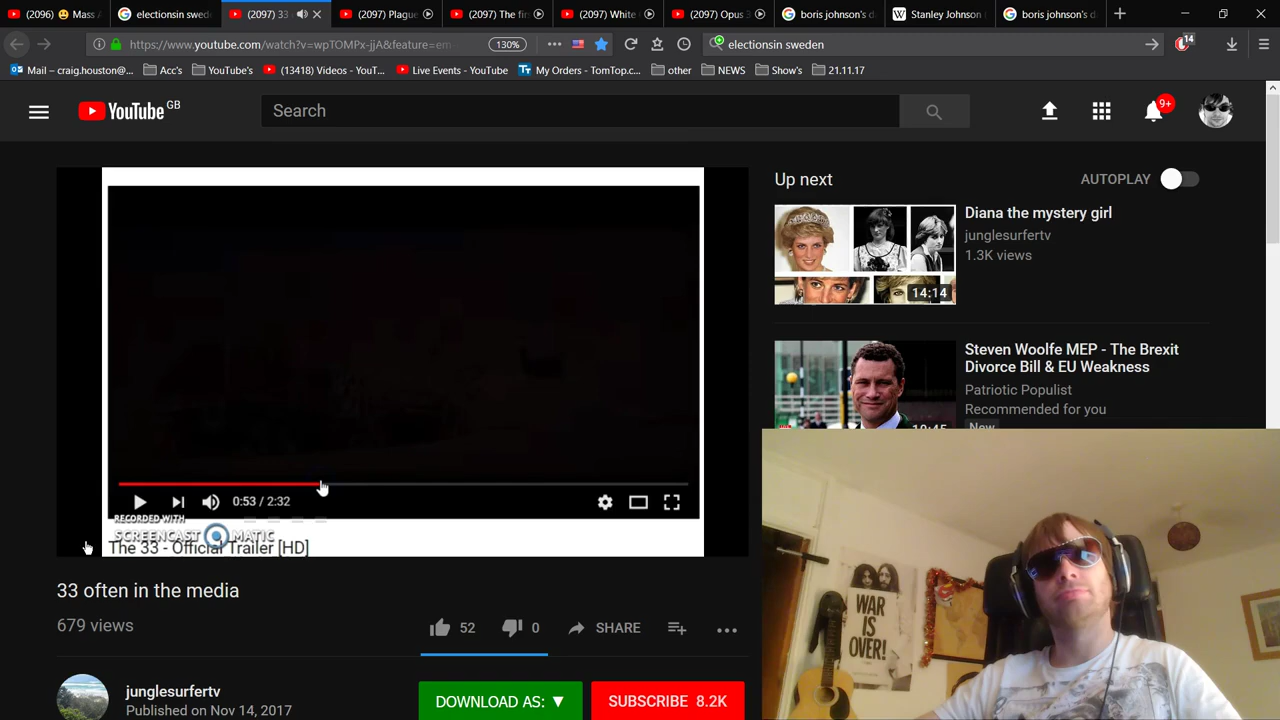 (2096) 😃 Mass A
electionsin swed
(2097) 33
(2097) Plague
(2097) The fir
(2097) White
(2097) Opus
boris johnson's d
Stanley Johnson
boris johnson's d
https://www.youtube.com/watch?v=wpTOMPx-jjA&feature=em
130%
electionsin sweden
14
Mail – craig.houston@...
Acc's
YouTube's
(13418) Videos - YouT...
Live Events - YouTube
My Orders - TomTop.c...
other
NEWS
Show's
21.11.17
YouTube GB
Search
9+
Up next
AUTOPLAY
Diana the mystery girl
junglesurfertv
1.3K views
14:14
Steven Woolfe MEP - The Brexit
Divorce Bill & EU Weakness
Patriotic Populist
Recommended for you
New
0:53 / 2:32
RECORDED WITH
SCREENCAST MATIC
The 33 - Official Trailer [HD]
33 often in the media
679 views
52
0
SHARE
junglesurfertv
Published on Nov 14, 2017
DOWNLOAD AS: ▼
SUBSCRIBE 8.2K
WAR
IS
OVER!